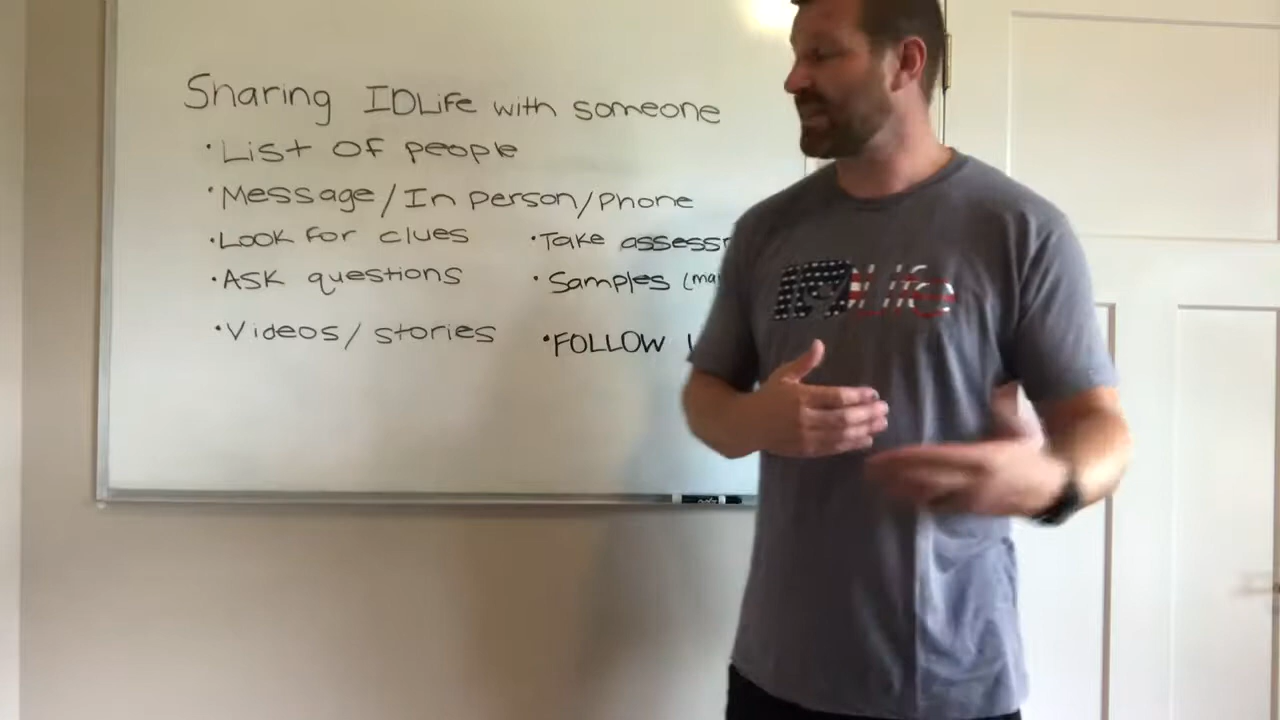 Sharing IDLife with someone
• List of people
• Message/In person/phone
• Look for clues
• Ask questions
• Videos/stories
• Take
• Samples
• FOLLOW
IDLife